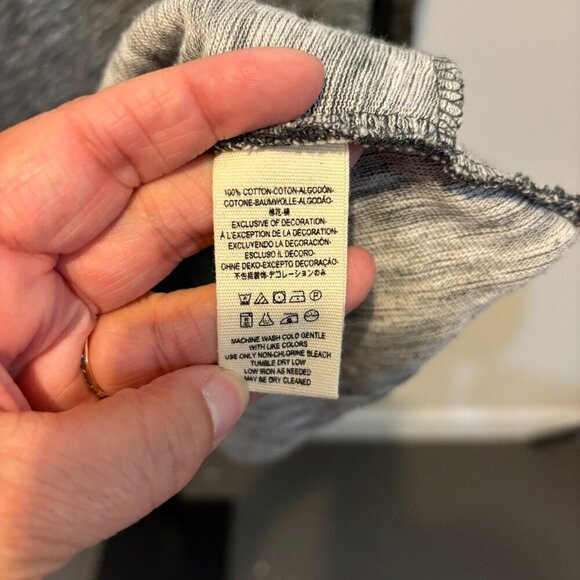 100% COTTON-COTON-ALGODÓN-
COTONE-BAUMWOLLE-ALGODÃO-
棉花-綿
EXCLUSIVE OF DECORATION-
À L'EXCEPTION DE LA DÉCORATION-
EXCLUYENDO LA DECORACIÓN-
ESCLUSO IL DECORO-
OHNE DEKO-EXCEPTO DECORAÇÃO-
不包括裝饰-デコレーションのみ
MACHINE WASH COLD GENTLE
WITH LIKE COLORS
USE ONLY NON-CHLORINE BLEACH
TUMBLE DRY LOW
LOW IRON AS NEEDED
MAY BE DRY CLEANED